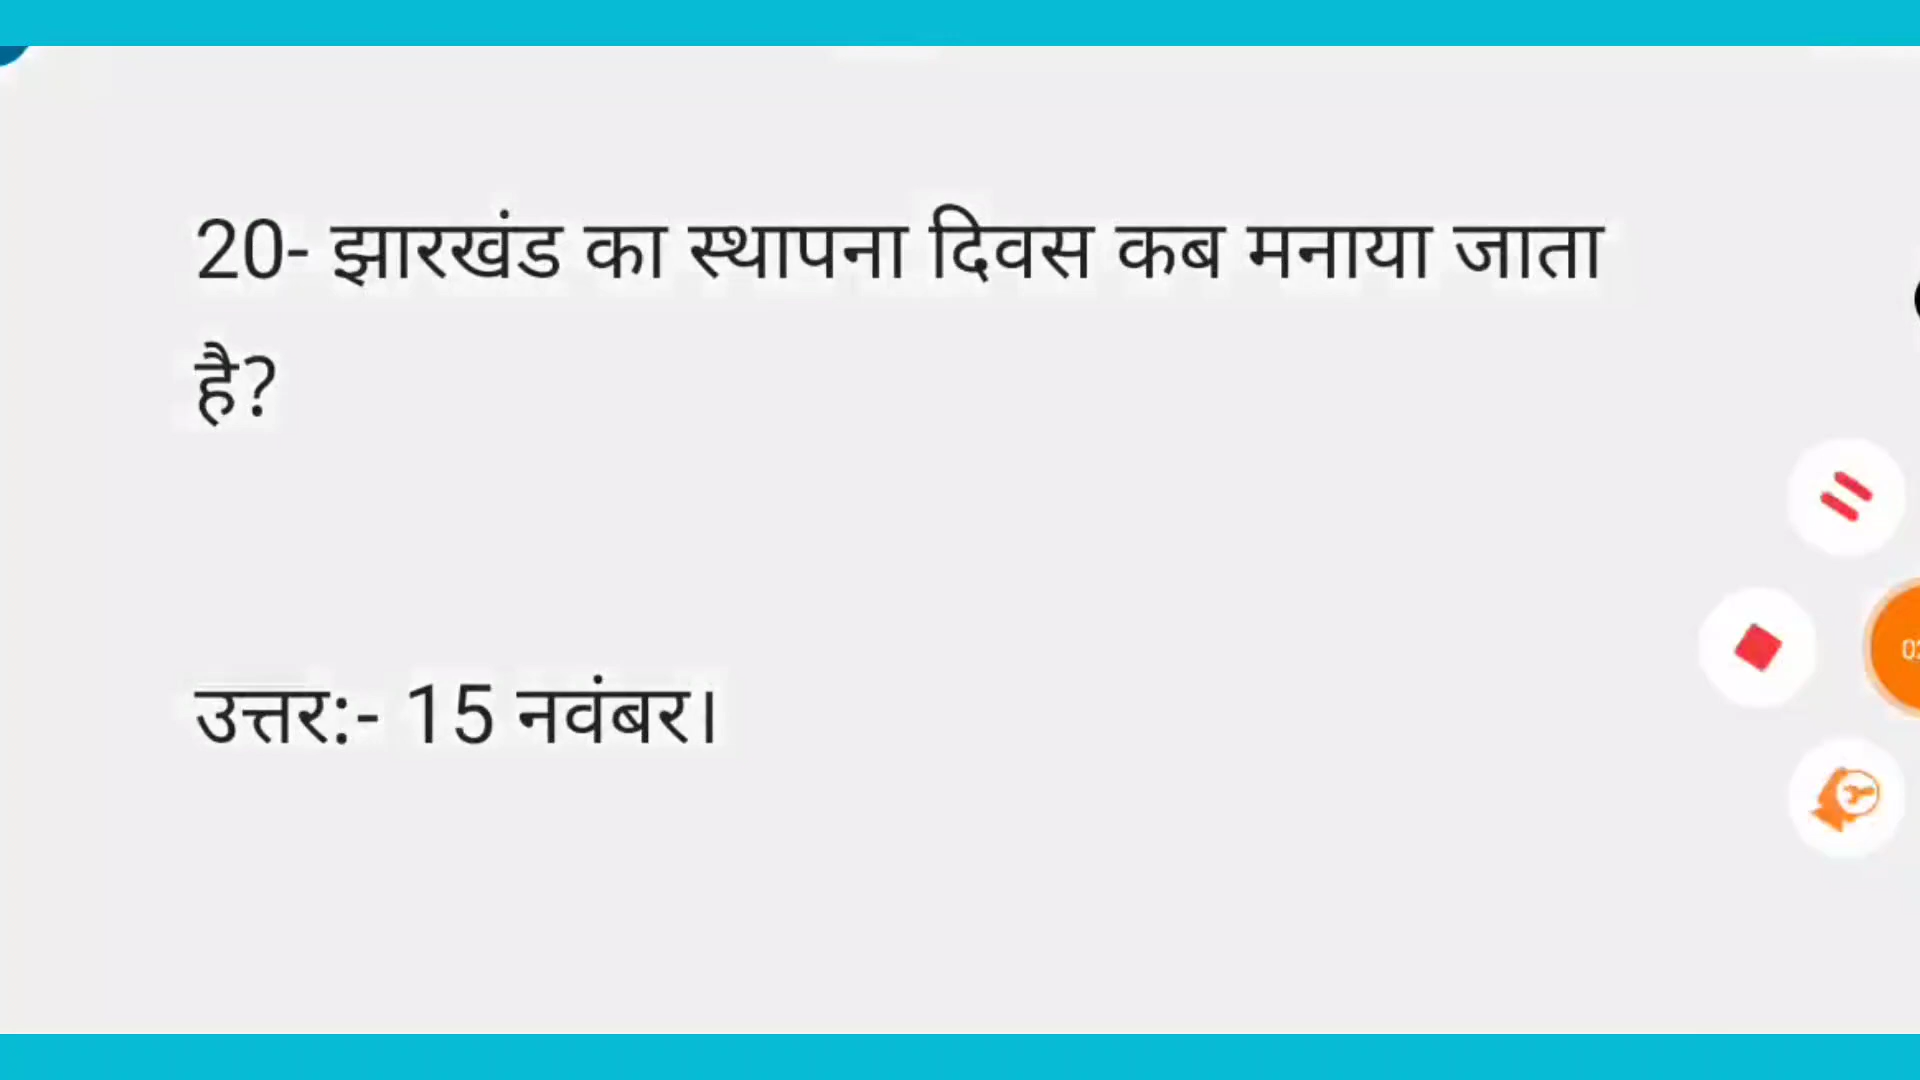 20- झारखंड का स्थापना दिवस कब मनाया जाता
है?
उत्तर:- 15 नवंबर।